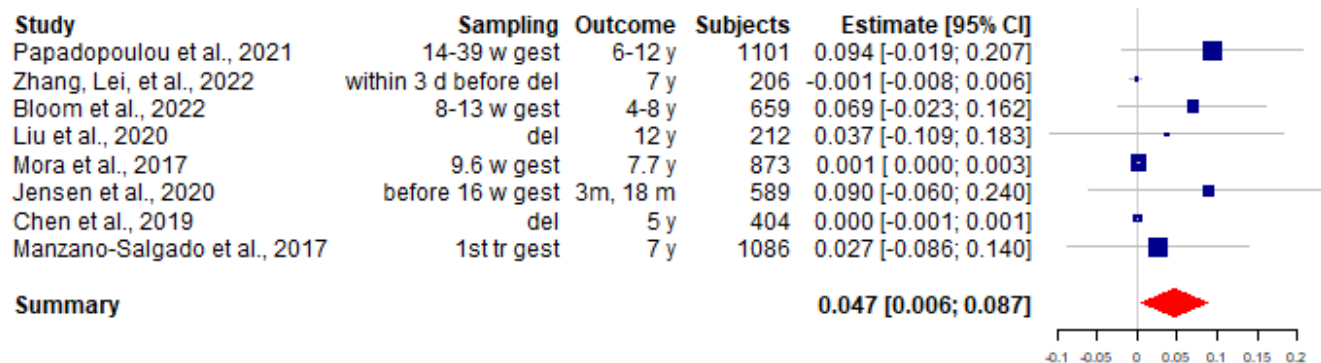 Study Sampling Outcome Subjects Estimate [95% CI]
Papadopoulou et al., 2021 14-39 w gest 6-12 y 1101 0.094 [-0.019; 0.207]
Zhang, Lei, et al., 2022 within 3 d before del 7 y 206 -0.001 [-0.008; 0.006]
Bloom et al., 2022 8-13 w gest 4-8 y 659 0.069 [-0.023; 0.162]
Liu et al., 2020 del 12 y 212 0.037 [-0.109; 0.183]
Mora et al., 2017 9.6 w gest 7.7 y 873 0.001 [ 0.000; 0.003]
Jensen et al., 2020 before 16 w gest 3m, 18 m 589 0.090 [-0.060; 0.240]
Chen et al., 2019 del 5 y 404 0.000 [-0.001; 0.001]
Manzano-Salgado et al., 2017 1st tr gest 7 y 1086 0.027 [-0.086; 0.140]
Summary 0.047 [0.006; 0.087]
-0.1 -0.05 0 0.05 0.1 0.15 0.2